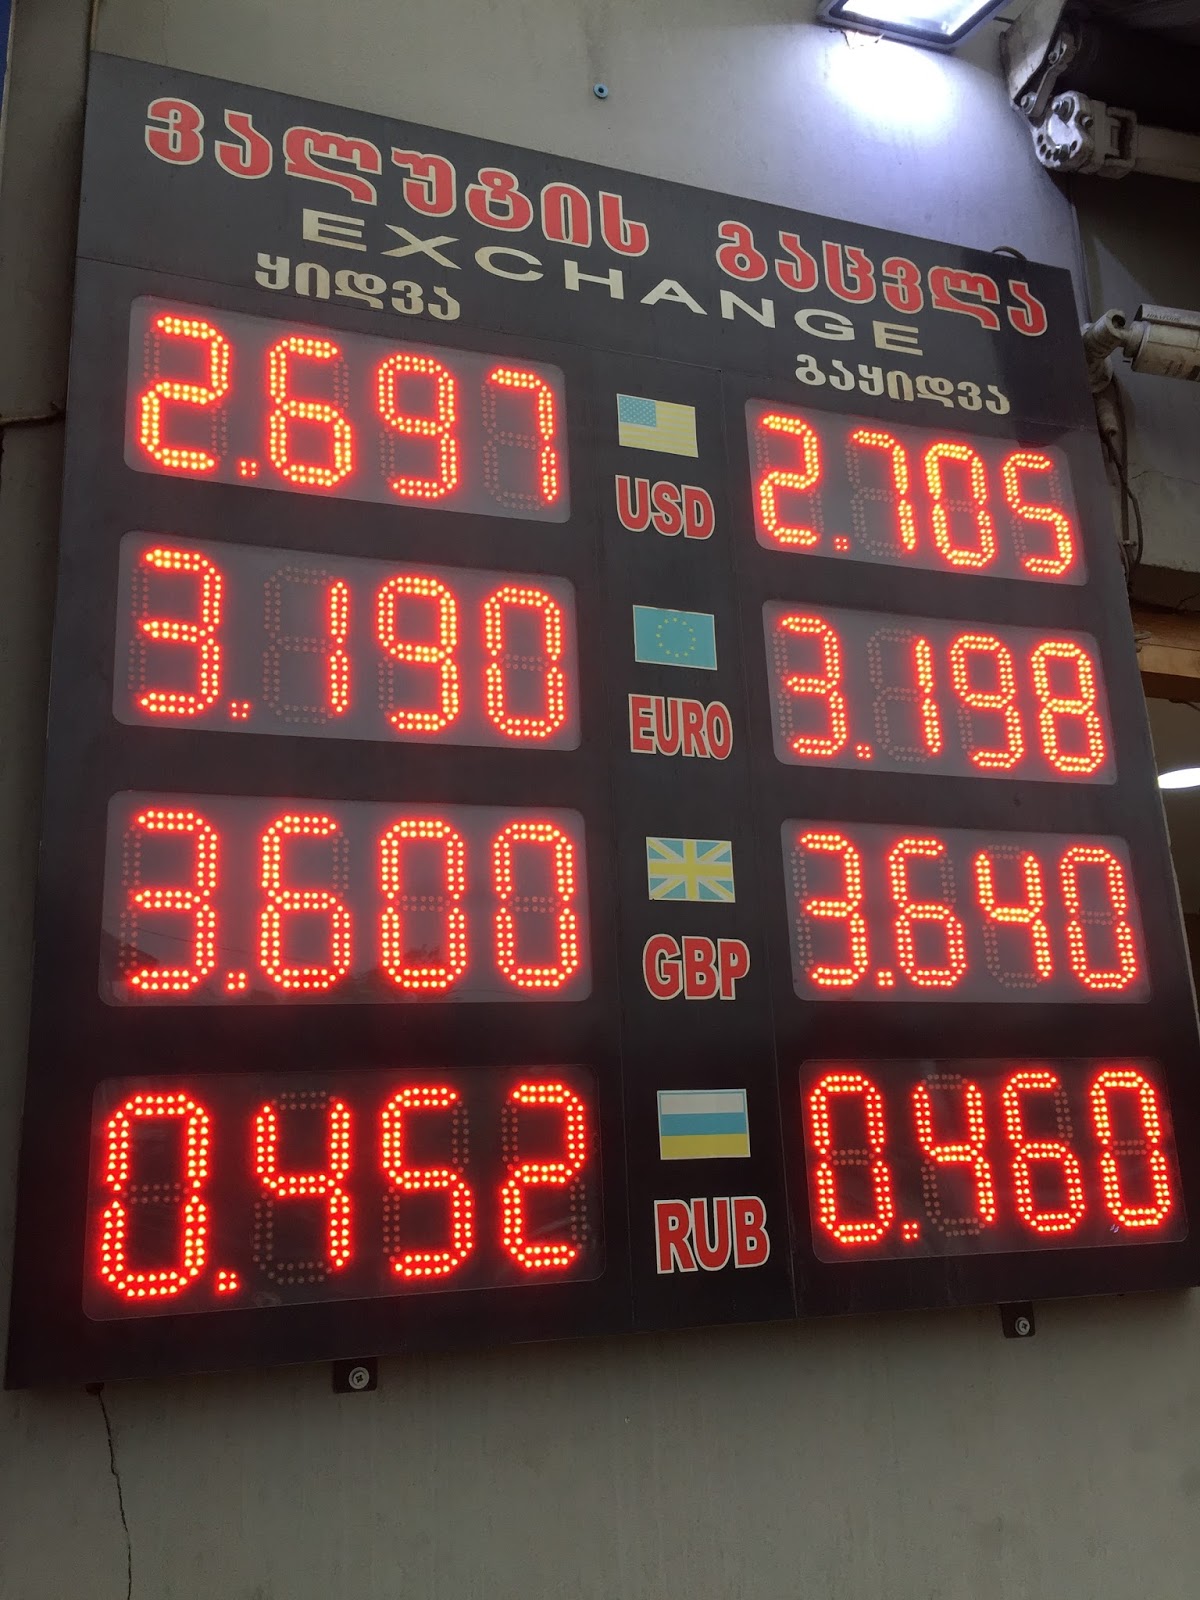 ვალუტის გაცვლა
EXCHANGE
ყიდვა გაყიდვა
2.697 USD 2.705
3.190 EURO 3.198
3.600 GBP 3.640
0.452 RUB 0.460